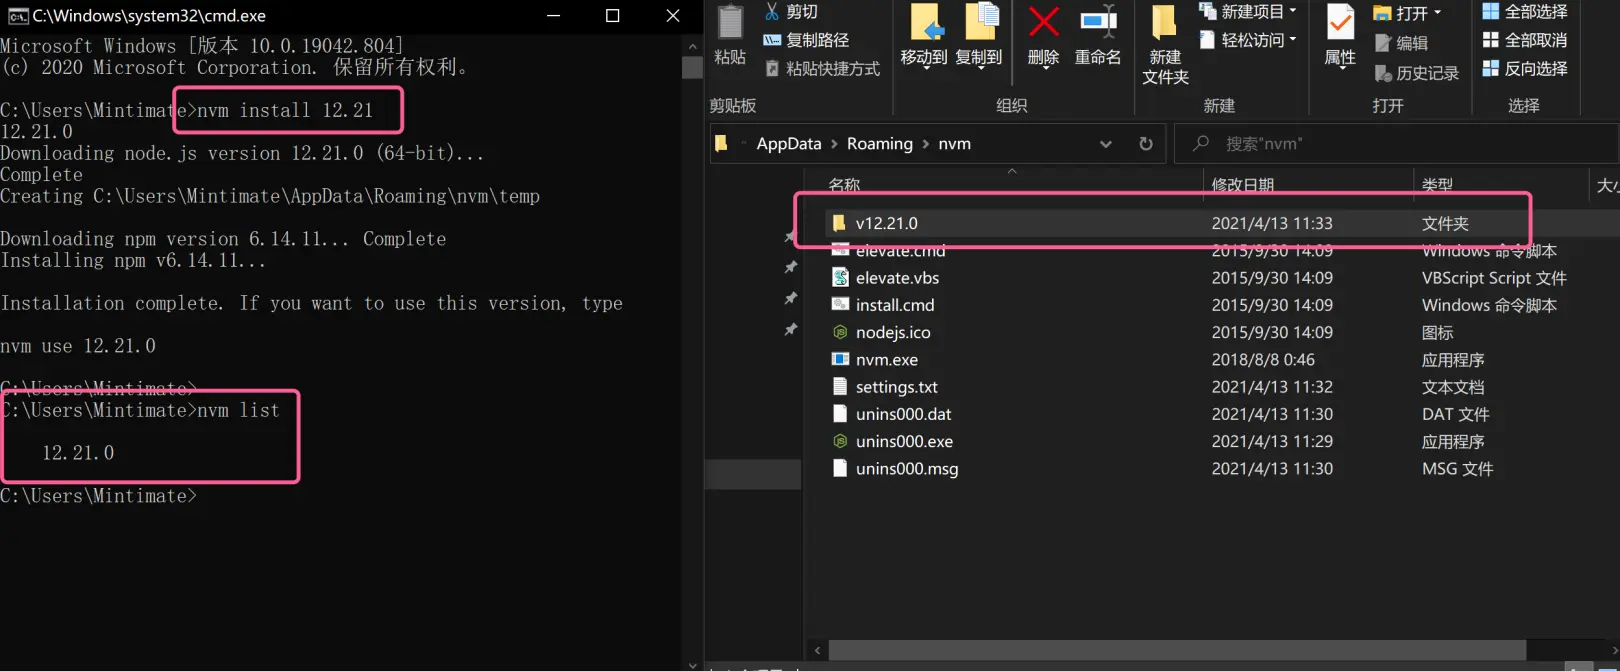 C:\Windows\system32\cmd.exe
Microsoft Windows [版本 10.0.19042.804]
(c) 2020 Microsoft Corporation. 保留所有权利。
C:\Users\Mintimate>nvm install 12.21
12.21.0
Downloading node.js version 12.21.0 (64-bit)...
Complete
Creating C:\Users\Mintimate\AppData\Roaming\nvm\temp
Downloading npm version 6.14.11... Complete
Installing npm v6.14.11...
Installation complete. If you want to use this version, type
nvm use 12.21.0
C:\Users\Mintimate>
C:\Users\Mintimate>nvm list
12.21.0
C:\Users\Mintimate>
粘贴
剪切
复制路径
粘贴快捷方式
剪贴板
移动到
复制到
删除
重命名
组织
新建
文件夹
新建项目
轻松访问
新建
属性
打开
编辑
历史记录
打开
全部选择
全部取消
反向选择
选择
AppData > Roaming > nvm
搜索"nvm"
名称 修改日期 类型 大小
v12.21.0 2021/4/13 11:33 文件夹
elevate.cmd 2015/9/30 14:09 Windows 命令脚本
elevate.vbs 2015/9/30 14:09 VBScript Script 文件
install.cmd 2015/9/30 14:09 Windows 命令脚本
nodejs.ico 2015/9/30 14:09 图标
nvm.exe 2018/8/8 0:46 应用程序
settings.txt 2021/4/13 11:32 文本文档
unins000.dat 2021/4/13 11:30 DAT 文件
unins000.exe 2021/4/13 11:29 应用程序
unins000.msg 2021/4/13 11:30 MSG 文件